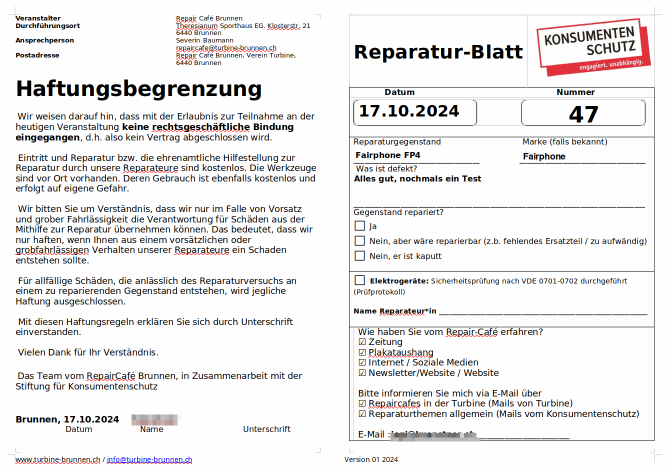 Veranstalter Repair Café Brunnen
Durchführungsort Theresianum Sporthaus EG. Klosterstr. 21
6440 Brunnen
Ansprechperson Severin Baumann
repaircafe@turbine-brunnen.ch
Postadresse Repair Café Brunnen, Verein Turbine,
6440 Brunnen
Haftungsbegrenzung
Wir weisen darauf hin, dass mit der Erlaubnis zur Teilnahme an der
heutigen Veranstaltung keine rechtsgeschäftliche Bindung
eingegangen, d.h. also kein Vertrag abgeschlossen wird.
Eintritt und Reparatur bzw. die ehrenamtliche Hilfestellung zur
Reparatur durch unsere Reparateure sind kostenlos. Die Werkzeuge
sind vor Ort vorhanden. Deren Gebrauch ist ebenfalls kostenlos und
erfolgt auf eigene Gefahr.
Wir bitten Sie um Verständnis, dass wir nur im Falle von Vorsatz
und grober Fahrlässigkeit die Verantwortung für Schäden aus der
Mithilfe zur Reparatur übernehmen können. Das bedeutet, dass wir
nur haften, wenn Ihnen aus einem vorsätzlichen oder
grobfahrlässigen Verhalten unserer Reparateure ein Schaden
entstehen sollte.
Für allfällige Schäden, die anlässlich des Reparaturversuchs an
einem zu reparierenden Gegenstand entstehen, wird jegliche
Haftung ausgeschlossen.
Mit diesen Haftungsregeln erklären Sie sich durch Unterschrift
einverstanden.
Vielen Dank für Ihr Verständnis.
Das Team vom RepairCafé Brunnen, in Zusammenarbeit mit der
Stiftung für Konsumentenschutz
Brunnen, 17.10.2024
Datum Name Unterschrift
www.turbine-brunnen.ch / info@turbine-brunnen.ch
Reparatur-Blatt
KONSUMENTEN
SCHUTZ
engagiert. unabhängig.
Datum Nummer
17.10.2024 47
Reparaturgegenstand Marke (falls bekannt)
Fairphone FP4 Fairphone
Was ist defekt?
Alles gut, nochmals ein Test
Gegenstand repariert?
☐ Ja
☐ Nein, aber wäre reparierbar (z.b. fehlendes Ersatzteil / zu aufwändig)
☐ Nein, er ist kaputt
☐ Elektrogeräte: Sicherheitsprüfung nach VDE 0701-0702 durchgeführt
(Prüfprotokoll)
Name Reparateur*in
Wie haben Sie vom Repair-Café erfahren?
☑ Zeitung
☑ Plakataushang
☑ Internet / Soziale Medien
☑ Newsletter/Website / Website
Bitte informieren Sie mich via E-Mail über
☑ Repaircafes in der Turbine (Mails von Turbine)
☑ Reparaturthemen allgemein (Mails vom Konsumentenschutz)
E-Mail :
Version 01 2024